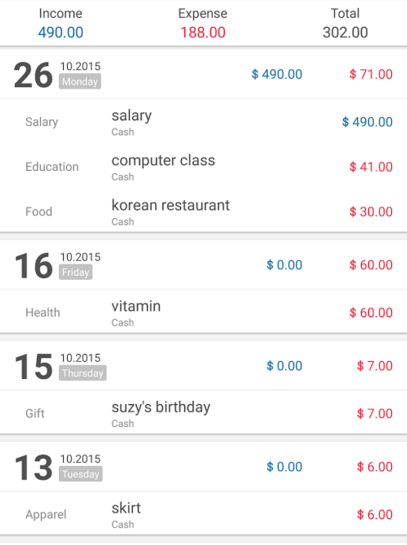 Income Expense Total
490.00 188.00 302.00
26 10.2015 Monday $ 490.00 $ 71.00
Salary salary $ 490.00
Cash
Education computer class $ 41.00
Cash
Food korean restaurant $ 30.00
Cash
16 10.2015 Friday $ 0.00 $ 60.00
Health vitamin $ 60.00
Cash
15 10.2015 Thursday $ 0.00 $ 7.00
Gift suzy's birthday $ 7.00
Cash
13 10.2015 Tuesday $ 0.00 $ 6.00
Apparel skirt $ 6.00
Cash